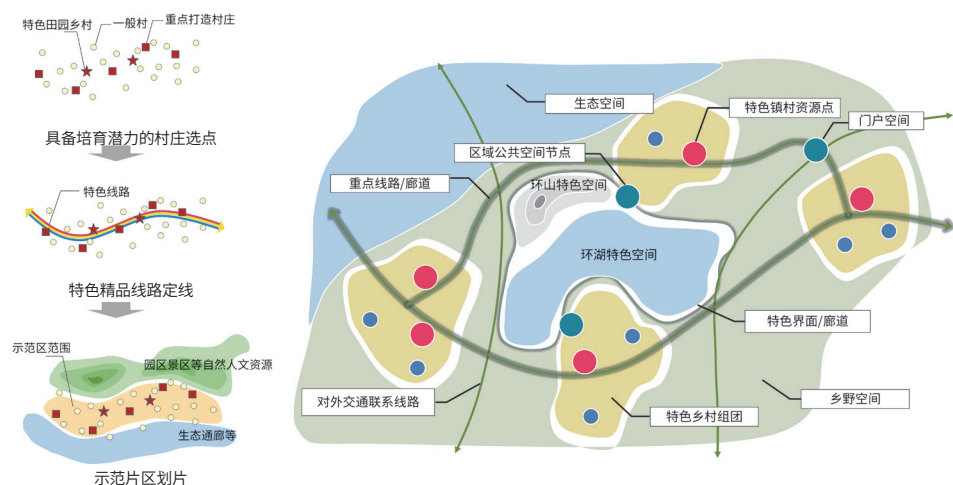 特色田园乡村
一般村
重点打造村庄
具备培育潜力的村庄选点
特色线路
特色精品线路定线
示范区范围
园区景区等自然人文资源
生态通廊等
示范片区划片
生态空间
特色镇村资源点
门户空间
区域公共空间节点
重点线路/廊道
环山特色空间
环湖特色空间
特色界面/廊道
对外交通联系线路
特色乡村组团
乡野空间